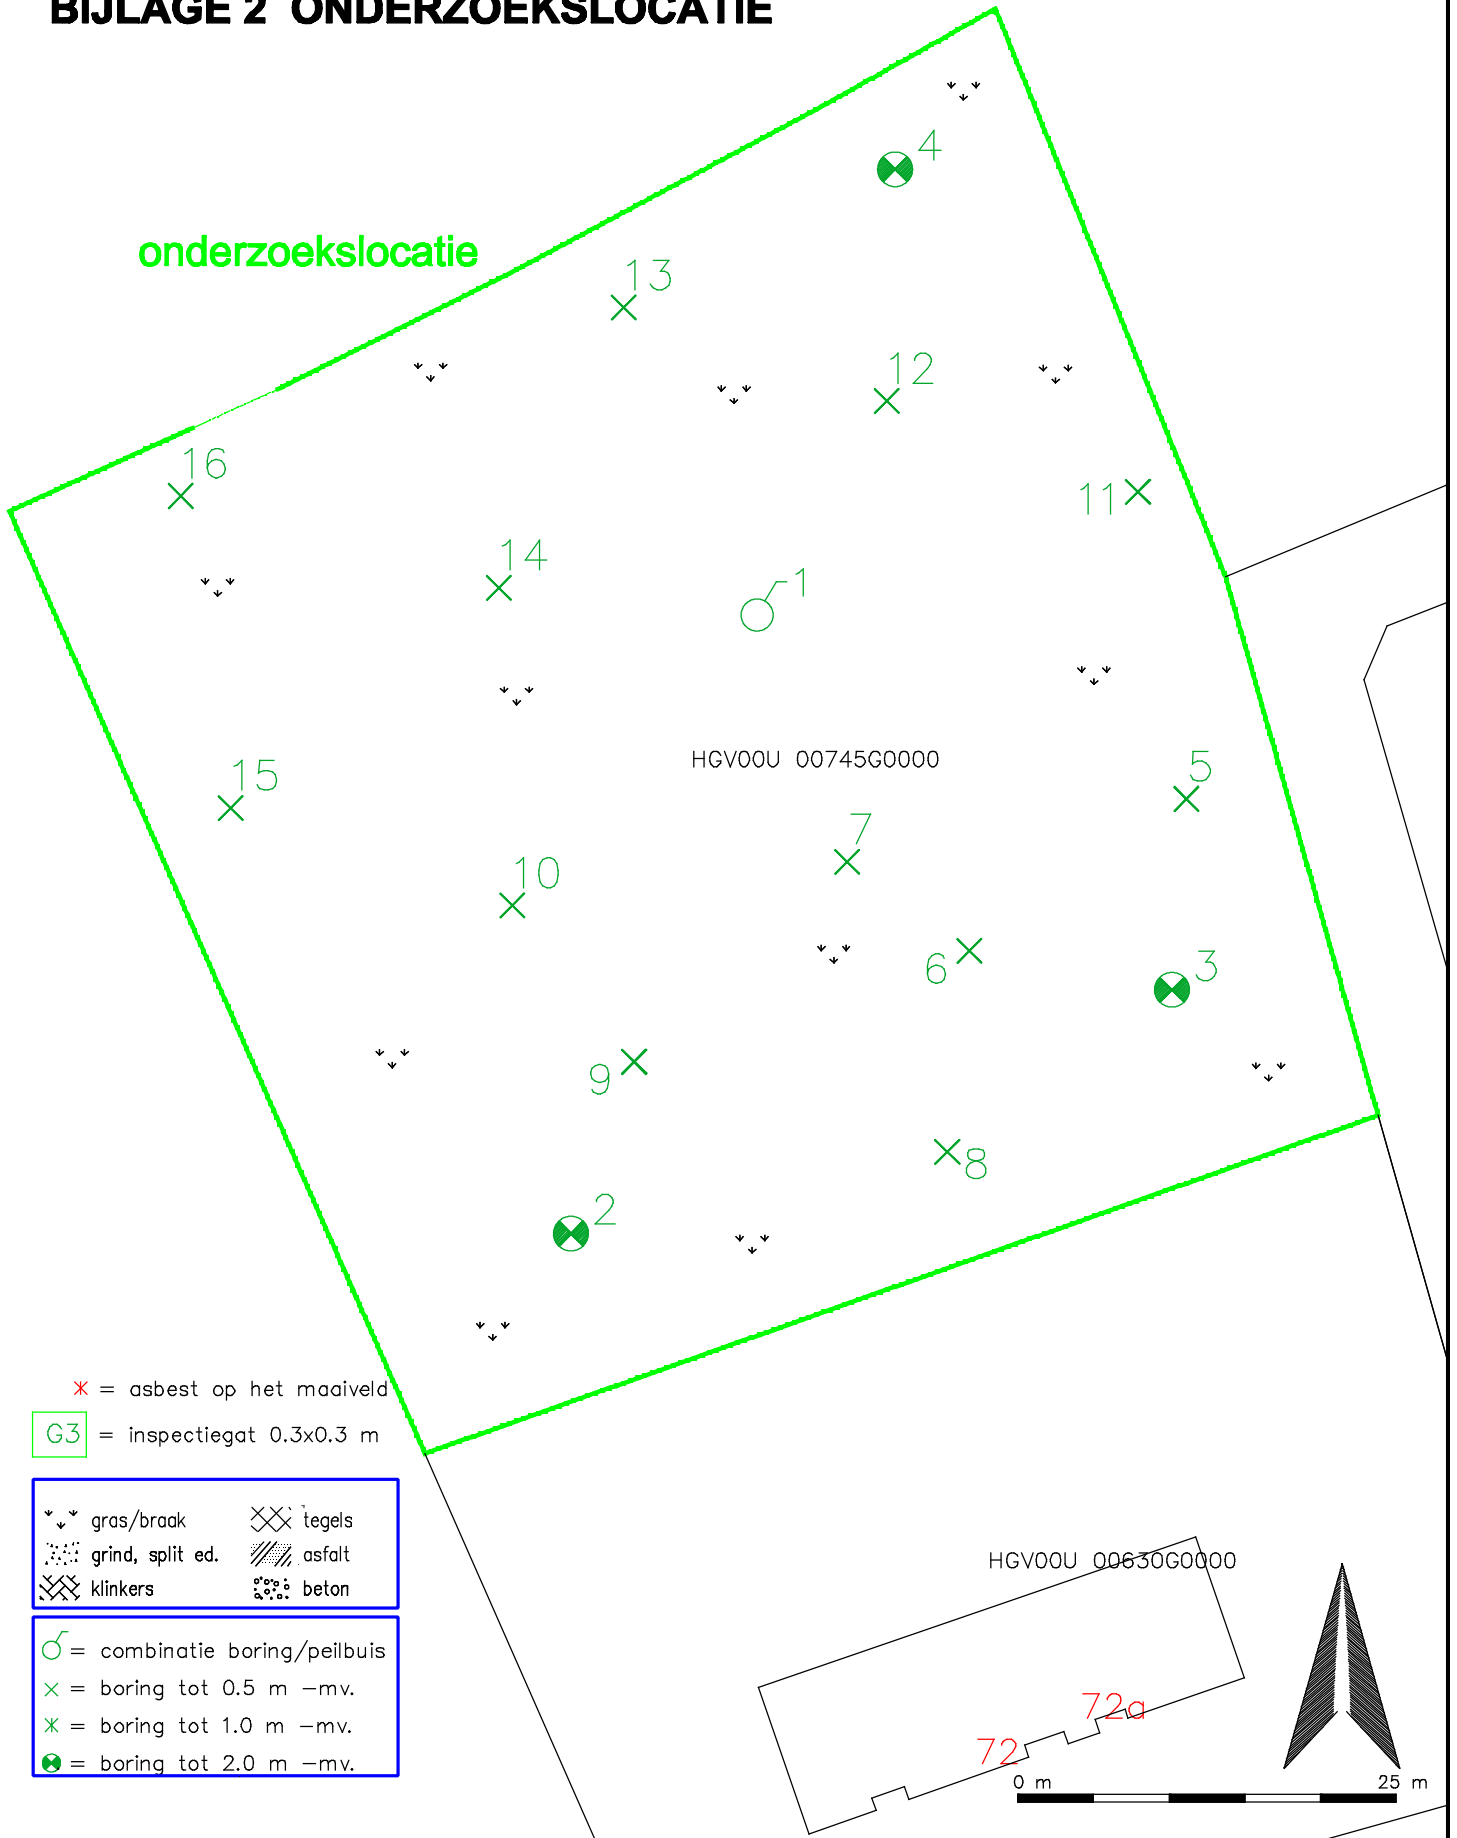 BIJLAGE 2 ONDERZOEKSLOCATIE
4
onderzoekslocatie
13
12
16
11
14
1
HGV00U 00745G0000
15
5
7
10
6
3
9
8
2
* = asbest op het maaiveld
G3 = inspectiegat 0.3x0.3 m
gras/braak tegels
grind, split ed. asfalt
klinkers beton
HGV00U 00630G0000
= combinatie boring/peilbuis
= boring tot 0.5 m -mv.
= boring tot 1.0 m -mv.
= boring tot 2.0 m -mv.
72a
72
0 m 25 m